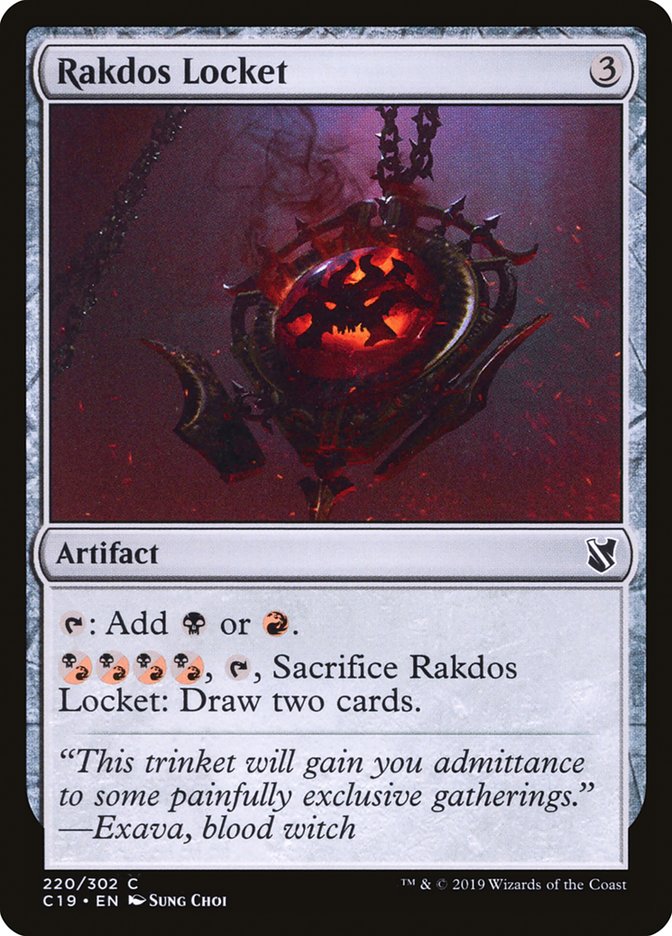 Rakdos Locket 3
Artifact
: Add or .
, , Sacrifice Rakdos
Locket: Draw two cards.
“This trinket will gain you admittance
to some painfully exclusive gatherings.”
—Exava, blood witch
220/302 C
C19 • EN Sung Choi
™ & © 2019 Wizards of the Coast